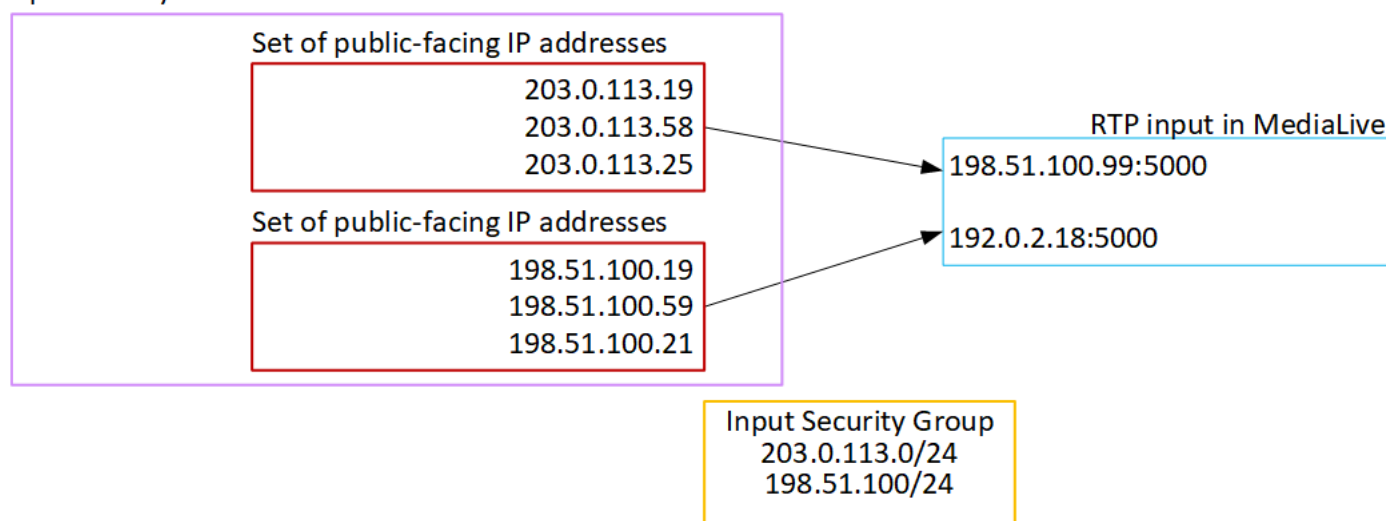 Set of public-facing IP addresses
203.0.113.19
203.0.113.58
203.0.113.25
RTP input in MediaLive
198.51.100.99:5000
192.0.2.18:5000
Set of public-facing IP addresses
198.51.100.19
198.51.100.59
198.51.100.21
Input Security Group
203.0.113.0/24
198.51.100/24